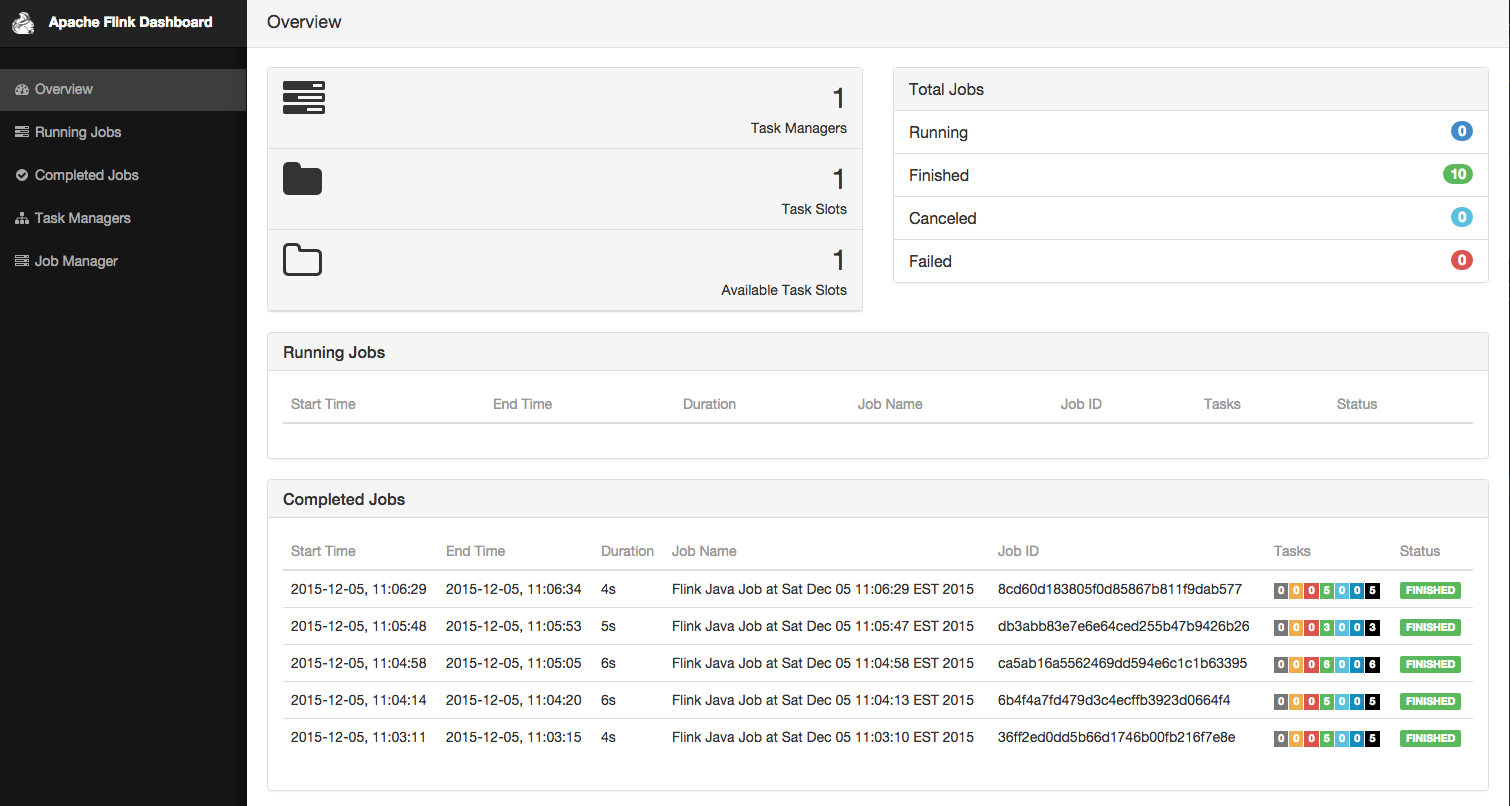 Apache Flink Dashboard
Overview
Running Jobs
Completed Jobs
Task Managers
Job Manager
Overview
1
Task Managers
1
Task Slots
1
Available Task Slots
Total Jobs
Running 0
Finished 10
Canceled 0
Failed 0
Running Jobs
Start Time End Time Duration Job Name Job ID Tasks Status
Completed Jobs
Start Time End Time Duration Job Name Job ID Tasks Status
2015-12-05, 11:06:29 2015-12-05, 11:06:34 4s Flink Java Job at Sat Dec 05 11:06:29 EST 2015 8cd60d183805f0d85867b811f9dab577 0 0 0 5 0 0 5 FINISHED
2015-12-05, 11:05:48 2015-12-05, 11:05:53 5s Flink Java Job at Sat Dec 05 11:05:47 EST 2015 db3abb83e7e6e64ced255b47b9426b26 0 0 0 3 0 0 3 FINISHED
2015-12-05, 11:04:58 2015-12-05, 11:05:05 6s Flink Java Job at Sat Dec 05 11:04:58 EST 2015 ca5ab16a5562469dd594e6c1c1b63395 0 0 0 6 0 0 6 FINISHED
2015-12-05, 11:04:14 2015-12-05, 11:04:20 6s Flink Java Job at Sat Dec 05 11:04:13 EST 2015 6b4f4a7fd479d3c4ecffb3923d0664f4 0 0 0 5 0 0 5 FINISHED
2015-12-05, 11:03:11 2015-12-05, 11:03:15 4s Flink Java Job at Sat Dec 05 11:03:10 EST 2015 36ff2ed0dd5b66d1746b00fb216f7e8e 0 0 0 5 0 0 5 FINISHED